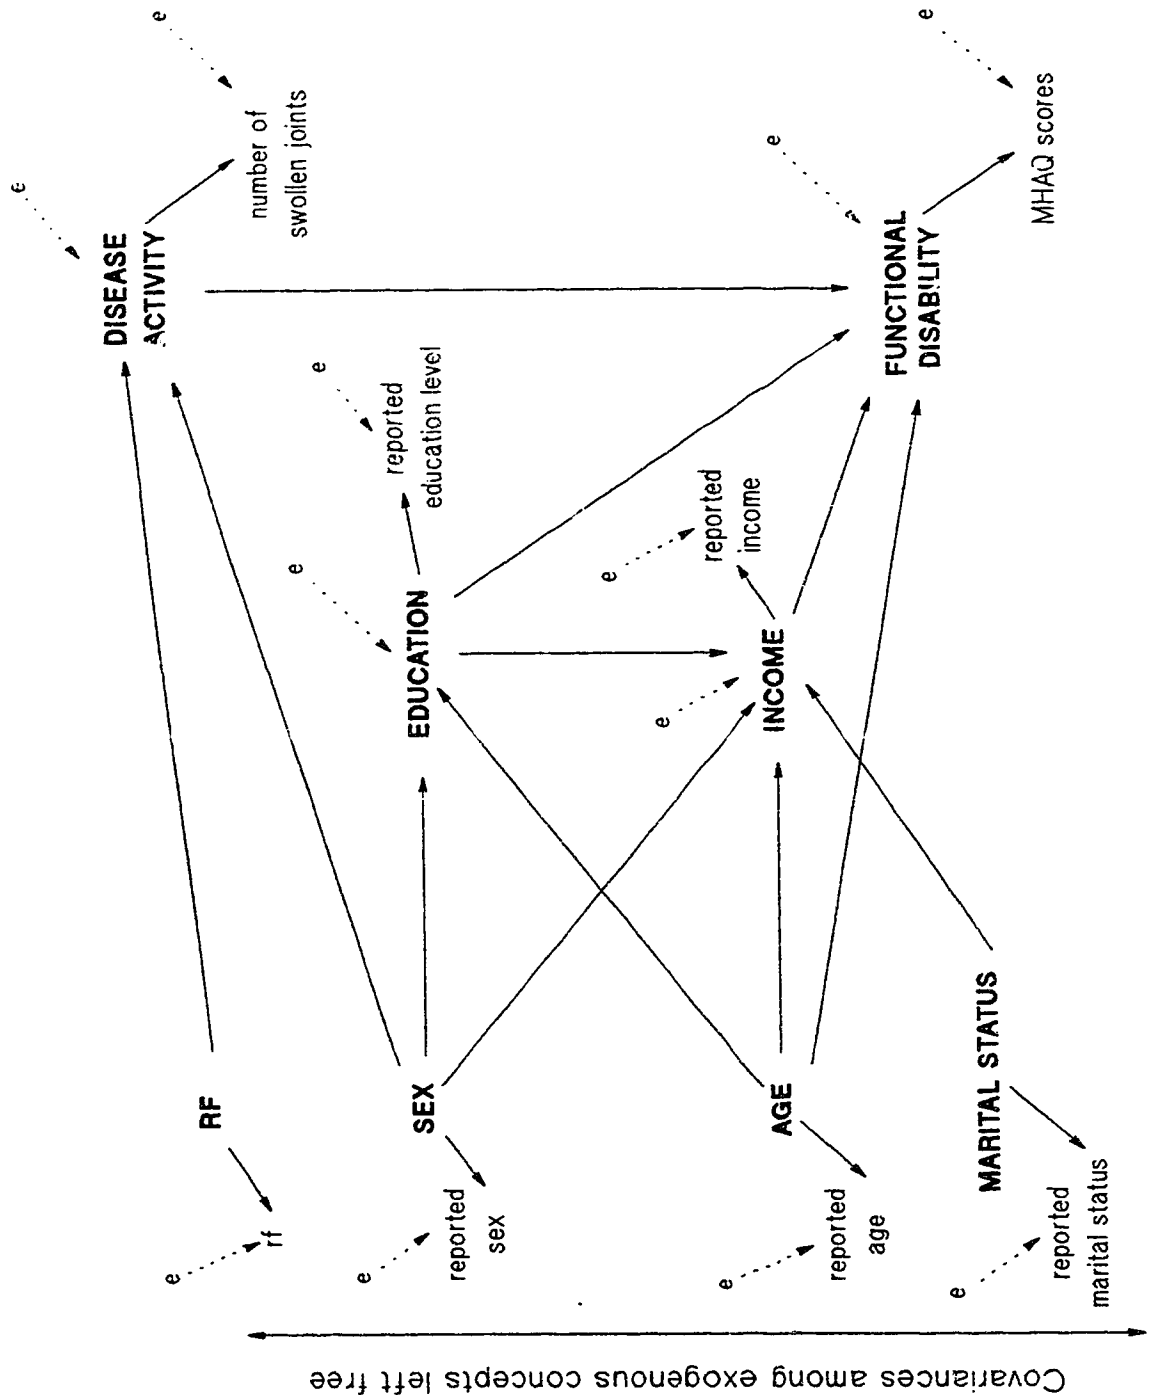 Covariances among exogenous concepts left free
e
rf
RF
e
reported
sex
SEX
e
reported
age
AGE
e
reported
marital status
MARITAL STATUS
e
EDUCATION
e
reported
education level
e
INCOME
e
reported
income
e
DISEASE
ACTIVITY
e
number of
swollen joints
e
FUNCTIONAL
DISABILITY
e
MHAQ scores